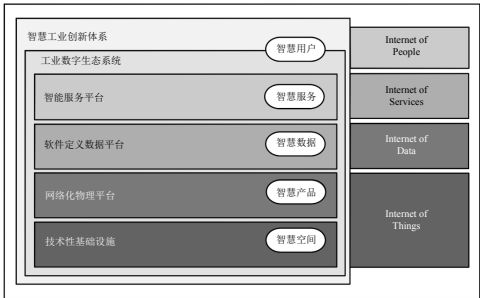 智慧工业创新体系
智慧用户
Internet of
People
工业数字生态系统
智能服务平台
智慧服务
Internet of
Services
软件定义数据平台
智慧数据
Internet of
Data
网络化物理平台
智慧产品
Internet of
Things
技术性基础设施
智慧空间